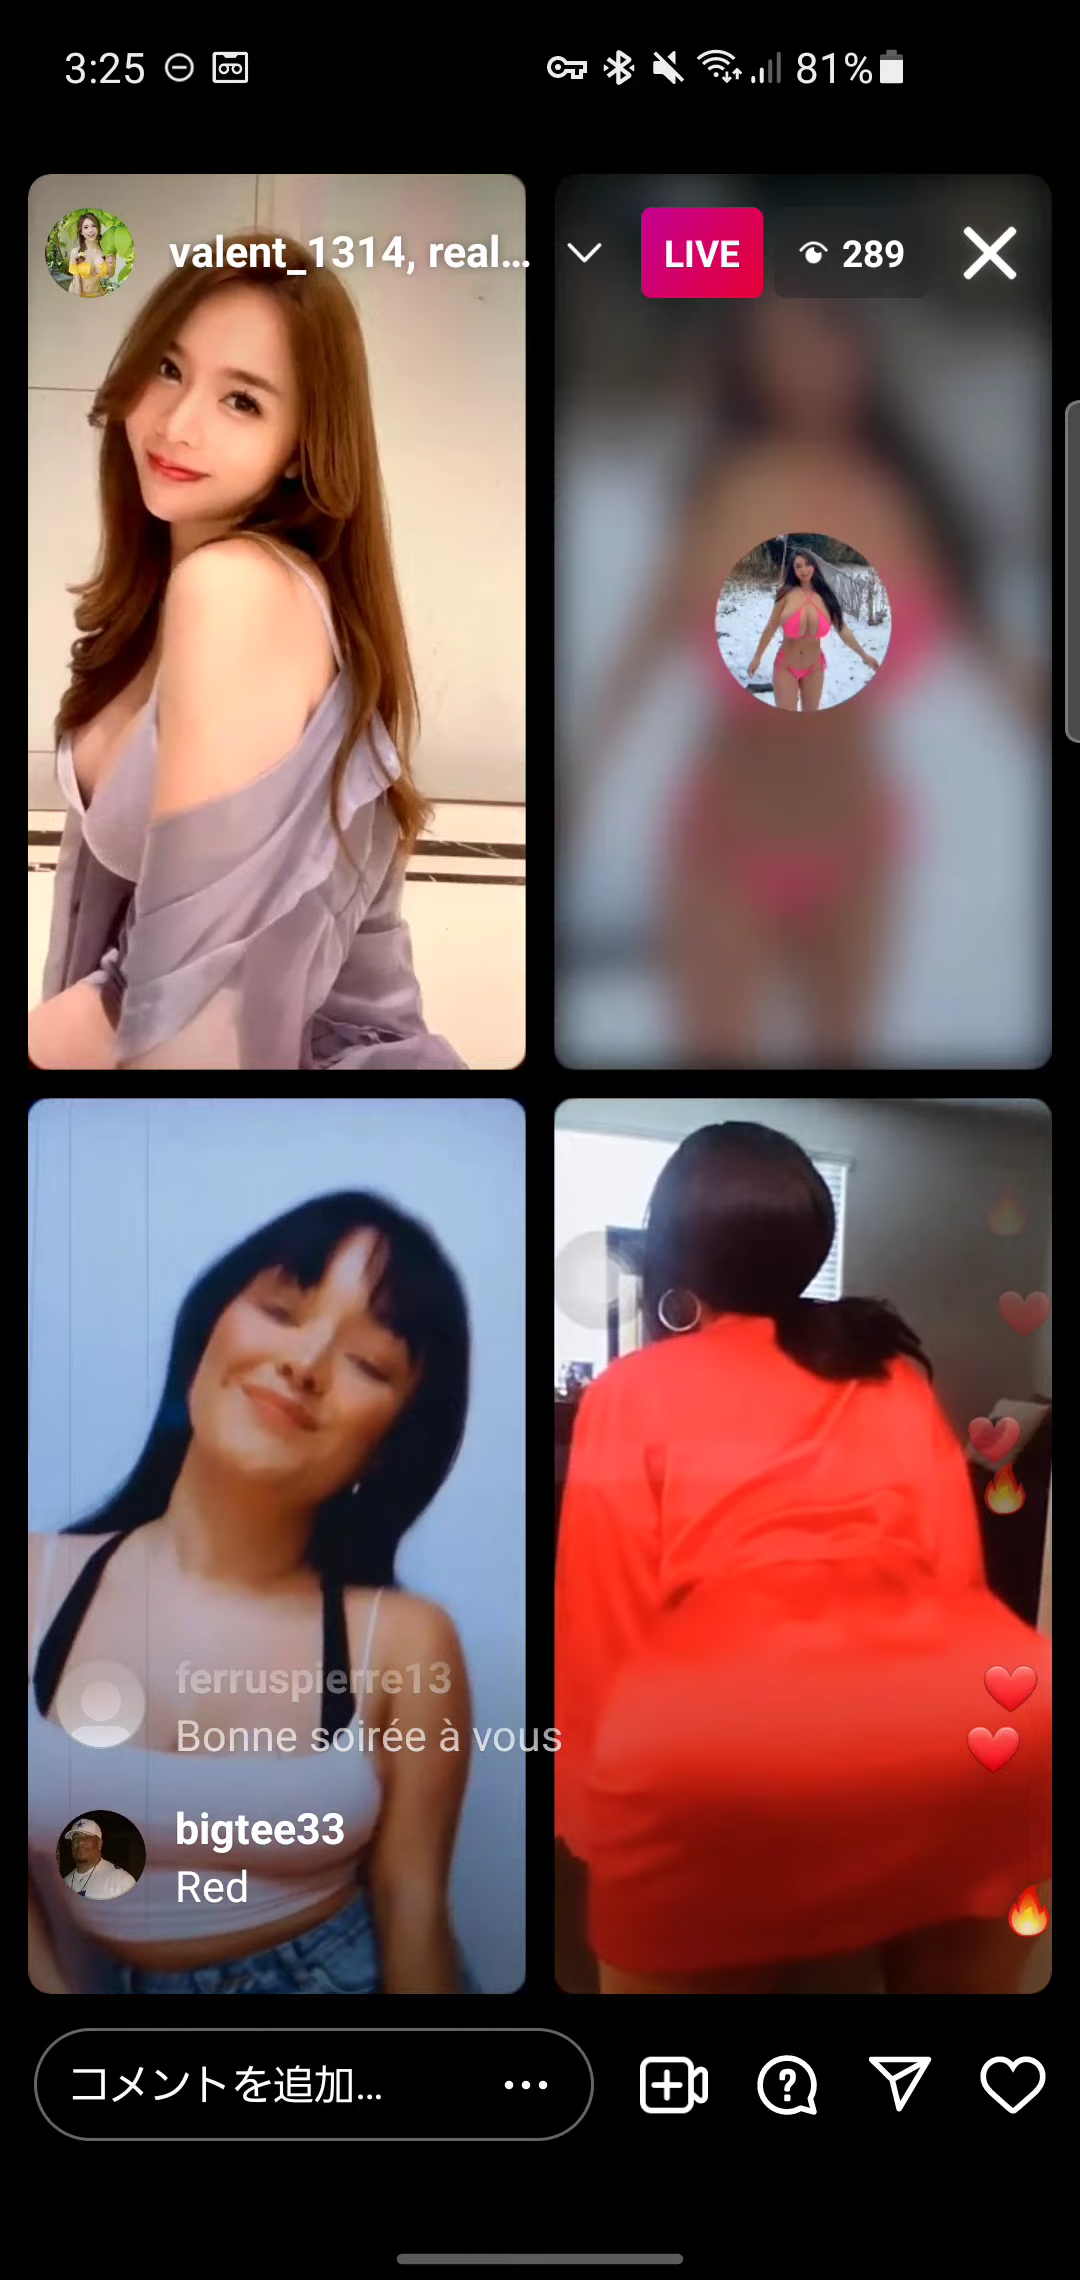 3:25
81%
valent_1314, real...
LIVE
289
ferruspierre13
Bonne soirée à vous
bigtee33
Red
コメントを追加...